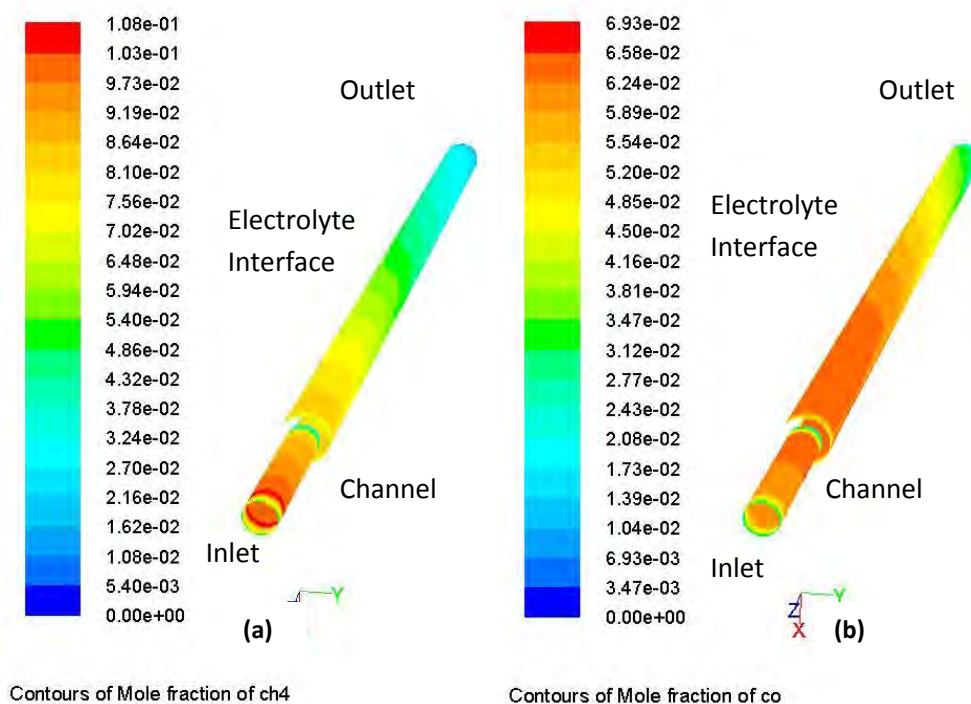 1.08e-01
1.03e-01
9.73e-02
9.19e-02
8.64e-02
8.10e-02
7.56e-02
7.02e-02
6.48e-02
5.94e-02
5.40e-02
4.86e-02
4.32e-02
3.78e-02
3.24e-02
2.70e-02
2.16e-02
1.62e-02
1.08e-02
5.40e-03
0.00e+00
Outlet
Electrolyte
Interface
Channel
Inlet
Y
(a)
Contours of Mole fraction of ch4
6.93e-02
6.58e-02
6.24e-02
5.89e-02
5.54e-02
5.20e-02
4.85e-02
4.50e-02
4.16e-02
3.81e-02
3.47e-02
3.12e-02
2.77e-02
2.43e-02
2.08e-02
1.73e-02
1.39e-02
1.04e-02
6.93e-03
3.47e-03
0.00e+00
Outlet
Electrolyte
Interface
Channel
Inlet
Y
Z
X
(b)
Contours of Mole fraction of co